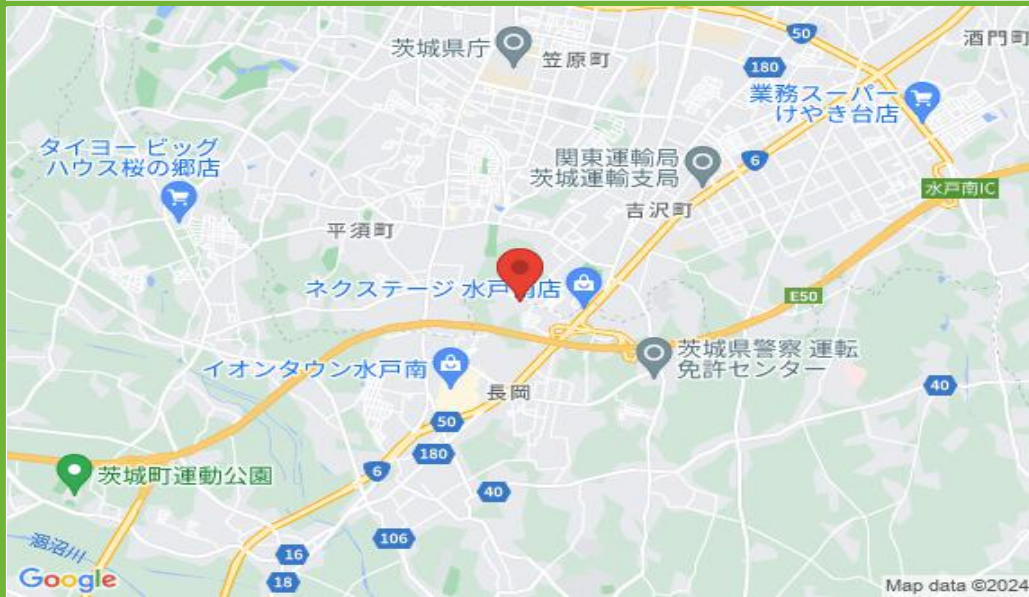 50
酒門町
茨城県庁
笠原町
180
業務スーパー
けやき台店
タイヨー ビッグ
ハウス桜の郷店
関東運輸局
茨城運輸支局
6
水戸南IC
吉沢町
平須町
ネクステージ 水戸南店
E50
茨城県警察 運転
免許センター
イオンタウン水戸南
長岡
40
50
180
6
茨城町運動公園
40
106
涸沼川
16
18
Google
Map data ©2024